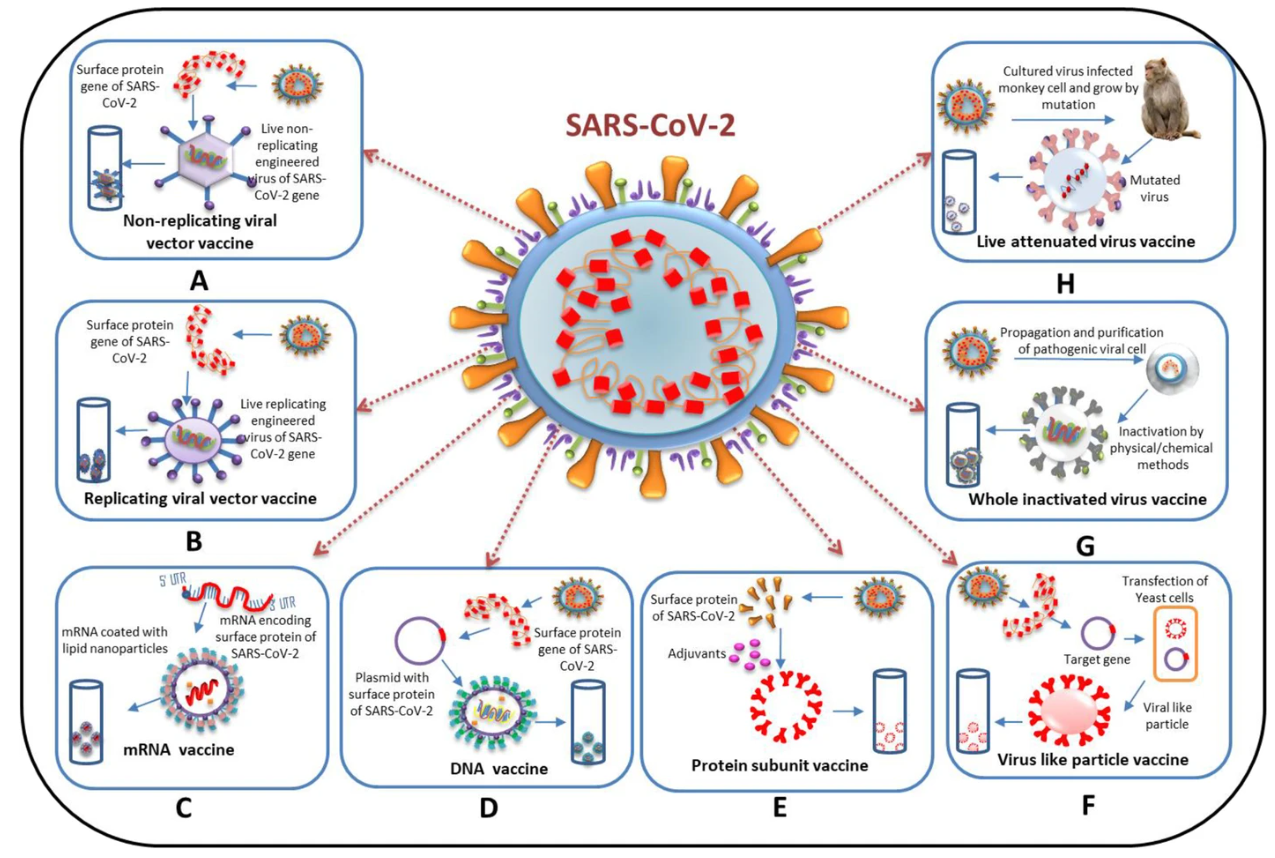 SARS-CoV-2
Surface protein
gene of SARS-
CoV-2
Live non-
replicating
engineered
virus of SARS-
CoV-2 gene
Non-replicating viral
vector vaccine
A
Surface protein
gene of SARS-
CoV-2
Live replicating
engineered
virus of SARS-
CoV-2 gene
Replicating viral vector vaccine
B
5' UTR
3' UTR
mRNA encoding
surface protein of
SARS-CoV-2
mRNA coated with
lipid nanoparticles
mRNA vaccine
C
Surface protein
gene of SARS-
CoV-2
Plasmid with
surface protein
of SARS-CoV-2
DNA vaccine
D
Surface protein
of SARS-CoV-2
Adjuvants
Protein subunit vaccine
E
Transfection of
Yeast cells
Target gene
Viral like
particle
Virus like particle vaccine
F
Propagation and purification
of pathogenic viral cell
Inactivation by
physical/chemical
methods
Whole inactivated virus vaccine
G
Cultured virus infected
monkey cell and grow by
mutation
Mutated
virus
Live attenuated virus vaccine
H